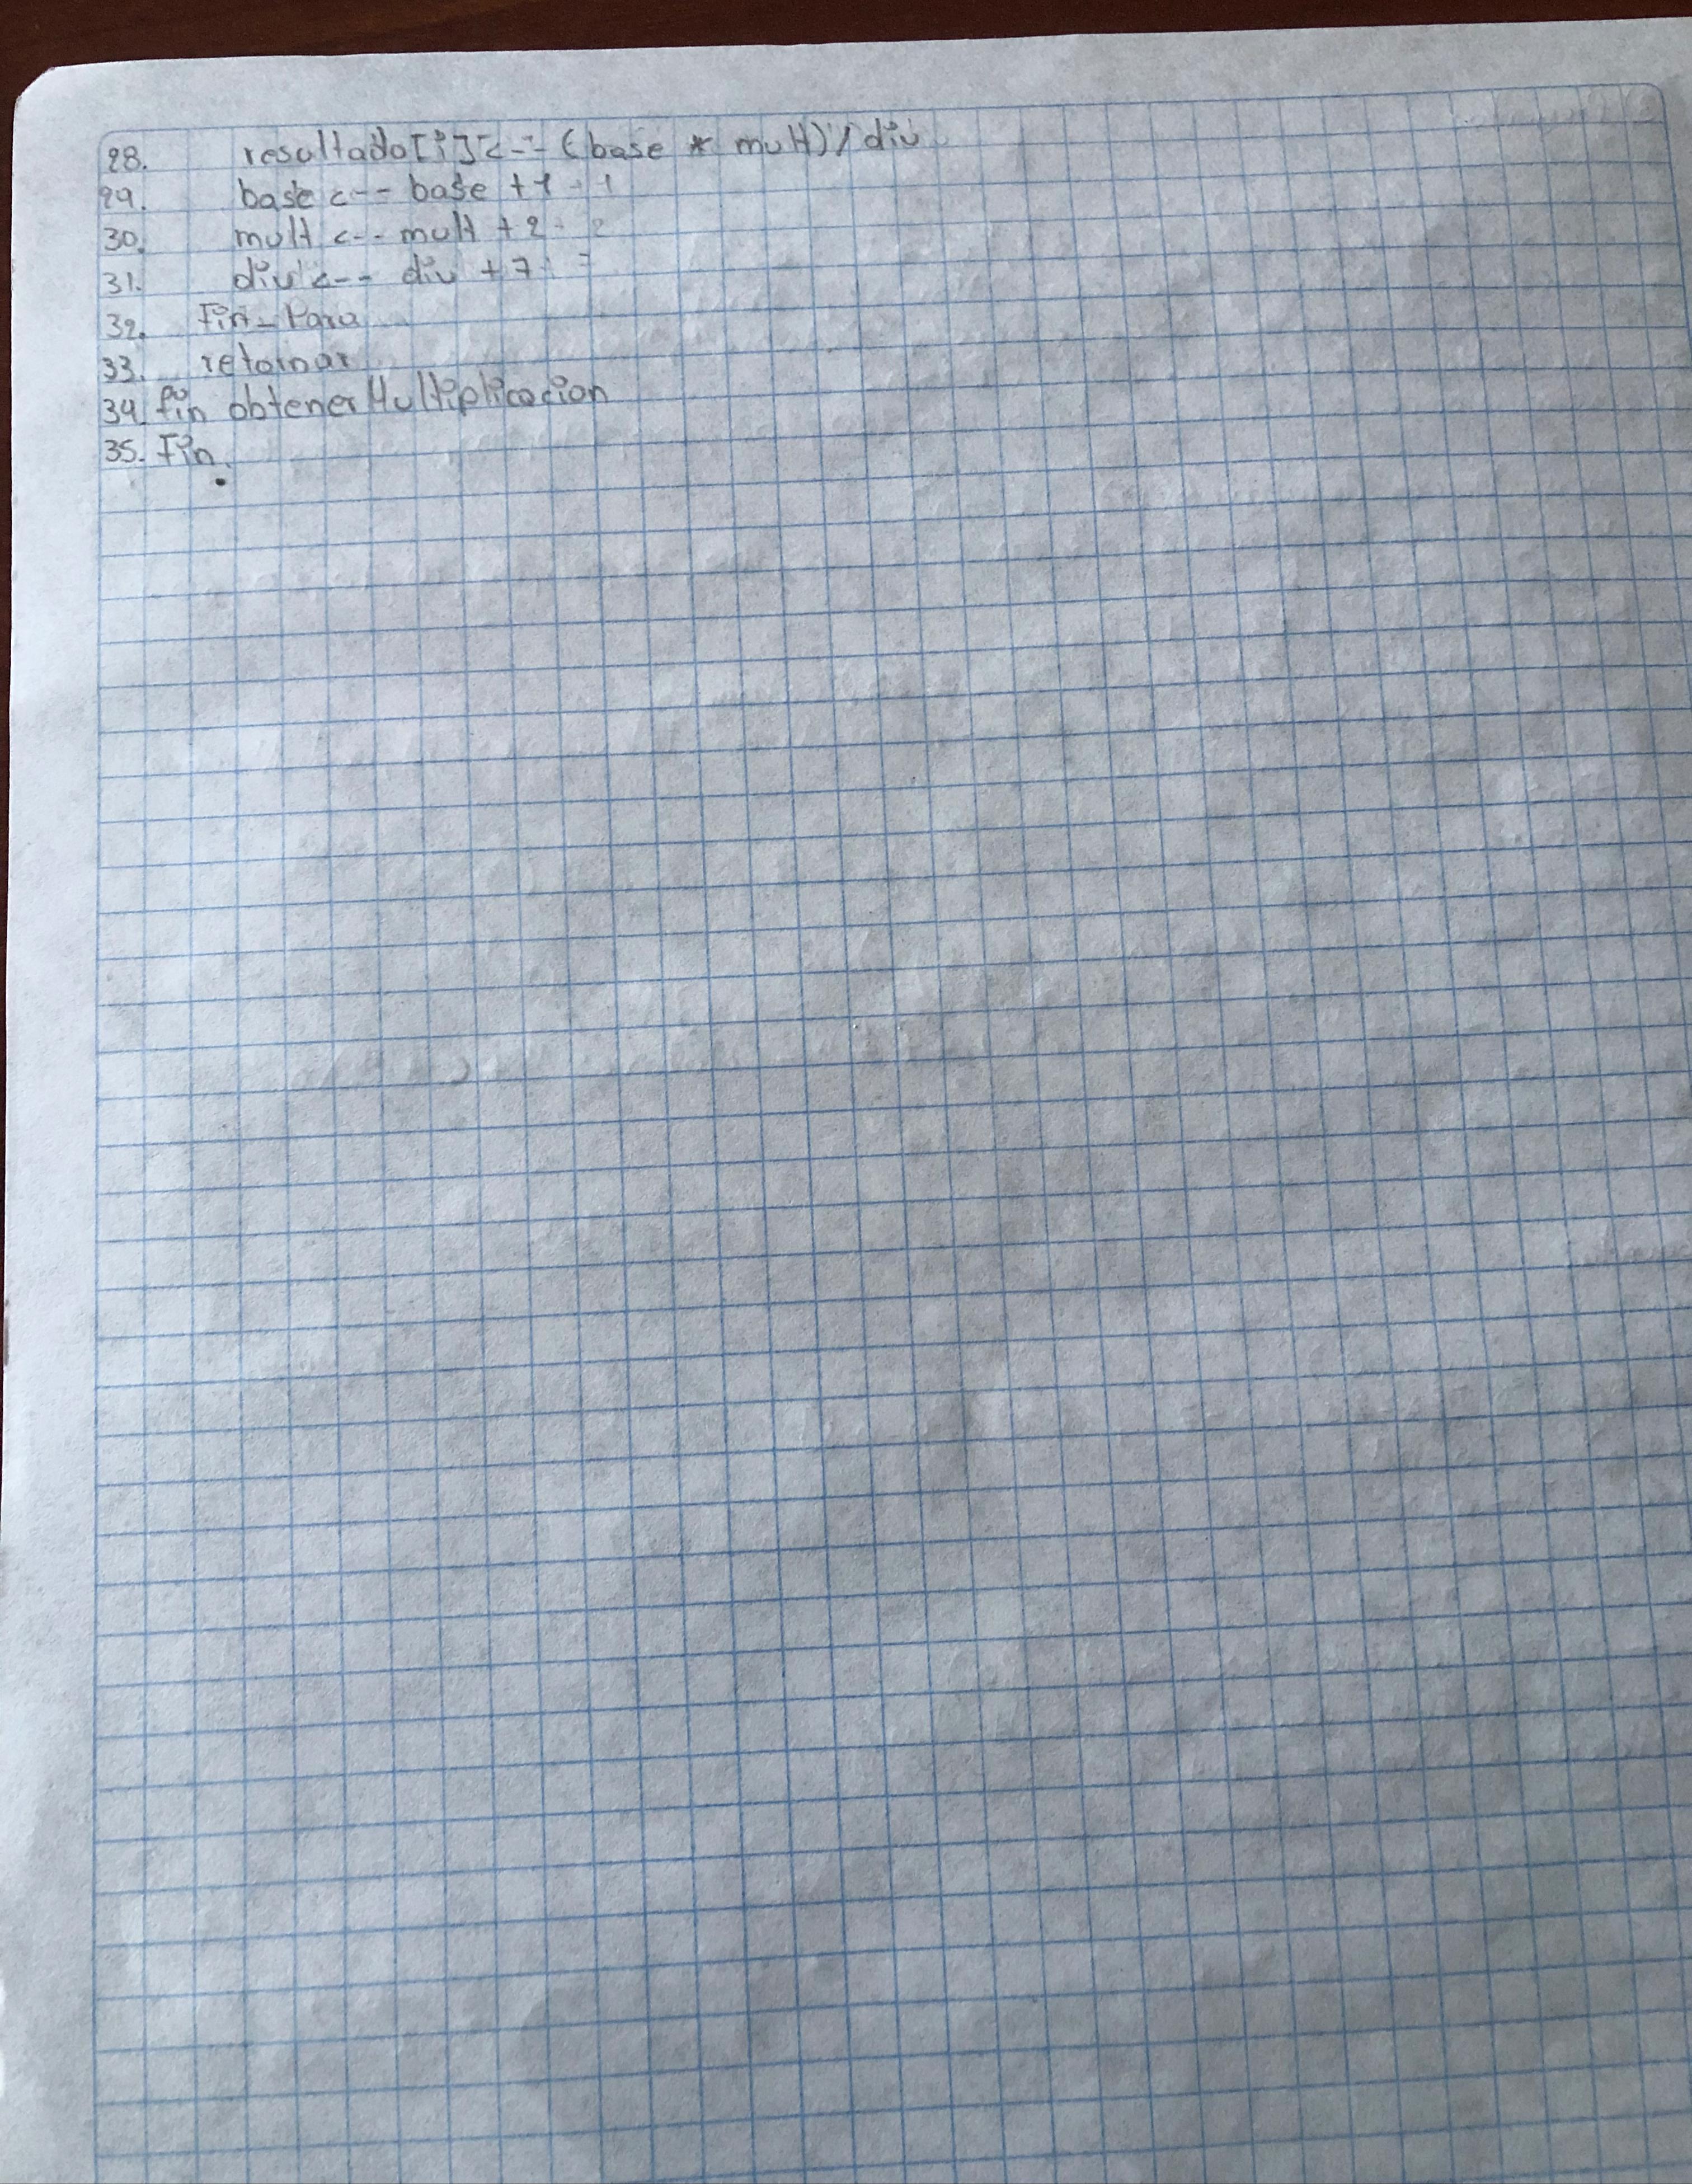 28. resultado[i] <-- (base * mult) / div
29. base <-- base + 1
30. mult <-- mult + 2
31. div <-- div + 7
32. Fin-Para
33. retornar
34. fin obtenerMultiplicacion
35. Fin.